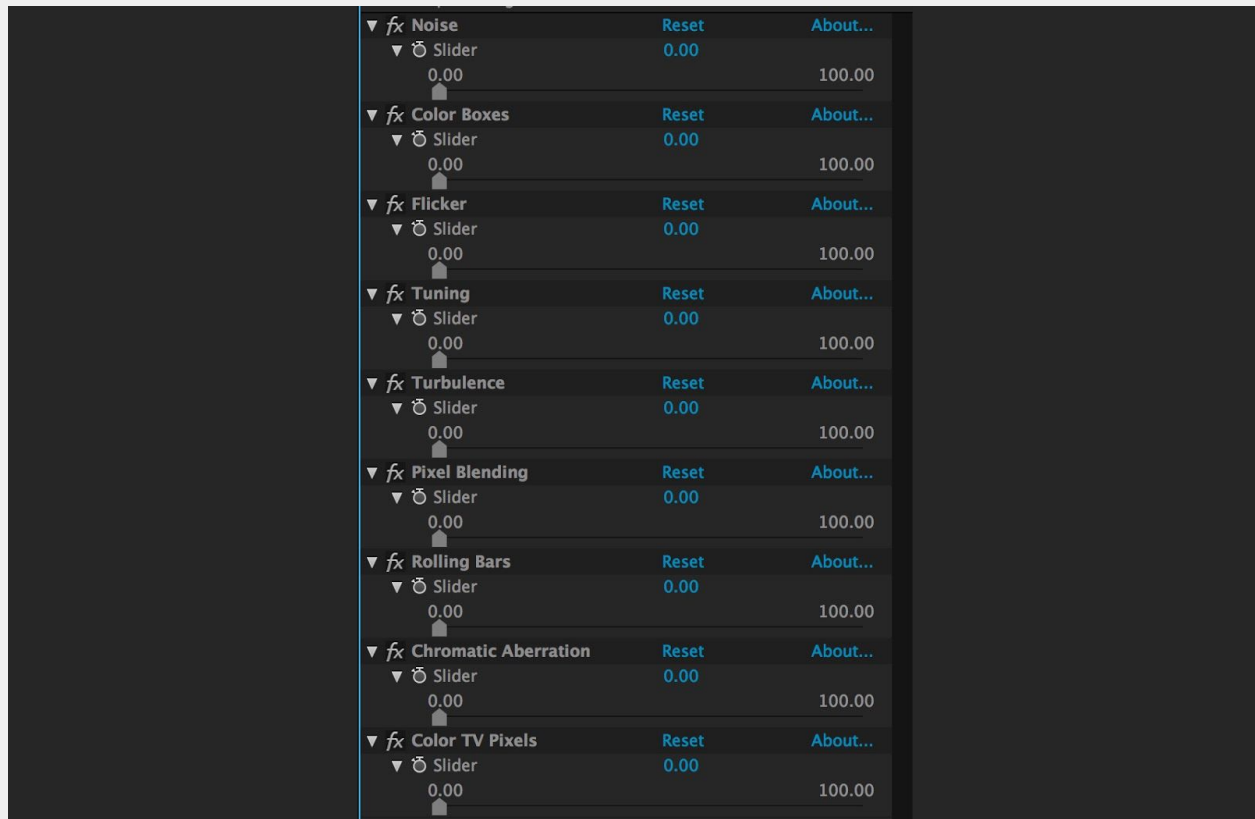 fx Noise Reset About...
Slider 0.00
0.00 100.00
fx Color Boxes Reset About...
Slider 0.00
0.00 100.00
fx Flicker Reset About...
Slider 0.00
0.00 100.00
fx Tuning Reset About...
Slider 0.00
0.00 100.00
fx Turbulence Reset About...
Slider 0.00
0.00 100.00
fx Pixel Blending Reset About...
Slider 0.00
0.00 100.00
fx Rolling Bars Reset About...
Slider 0.00
0.00 100.00
fx Chromatic Aberration Reset About...
Slider 0.00
0.00 100.00
fx Color TV Pixels Reset About...
Slider 0.00
0.00 100.00